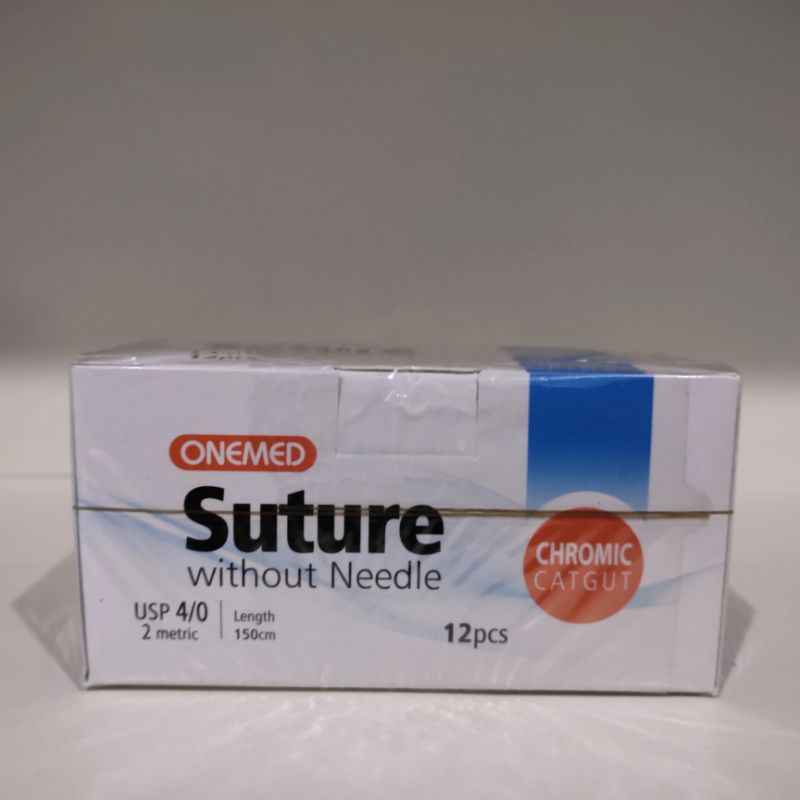 ONEMED
Suture
without Needle
USP 4/0
2 metric
Length
150cm
12pcs
CHROMIC
CATGUT